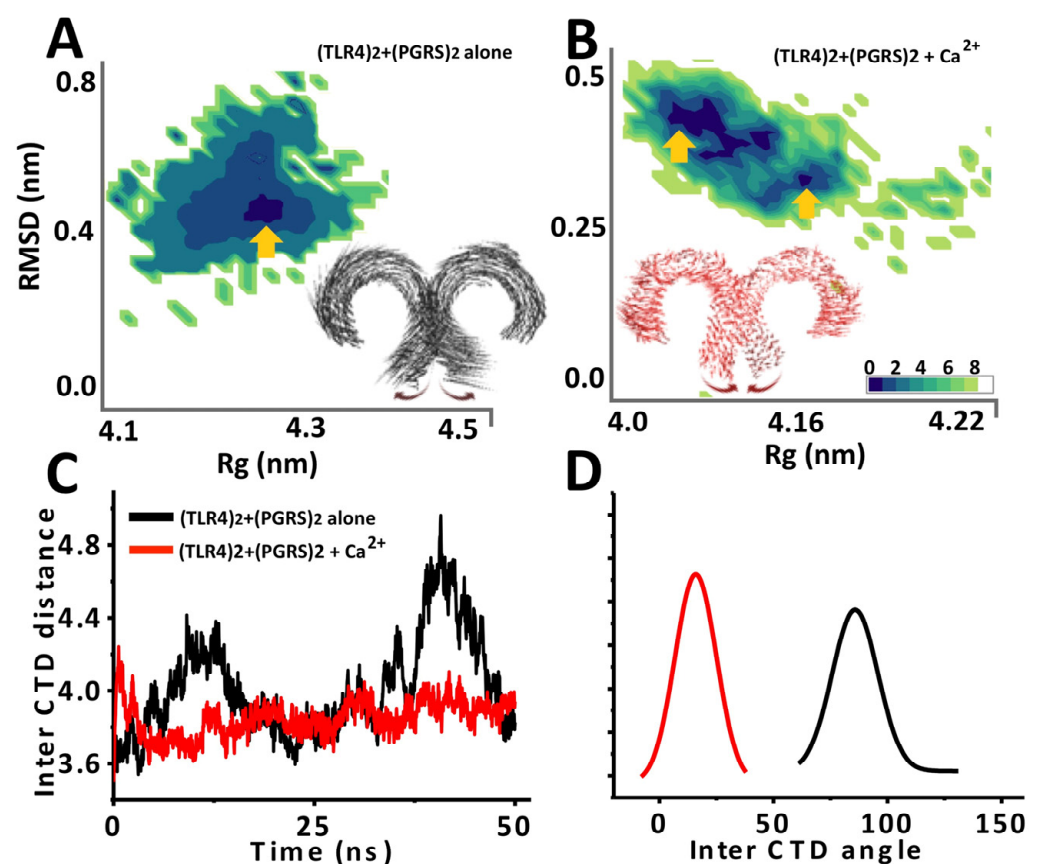 A
(TLR4)2+(PGRS)2 alone
RMSD (nm)
0.8
0.4
0.0
4.1
4.3
4.5
Rg (nm)
B
(TLR4)2+(PGRS)2 + Ca2+
0.5
0.25
0.0
0 2 4 6 8
4.0
4.16
4.22
Rg (nm)
C
(TLR4)2+(PGRS)2 alone
(TLR4)2+(PGRS)2 + Ca2+
Inter CTD distance
4.8
4.4
4.0
3.6
0
25
50
Time (ns)
D
0
50
100
150
Inter CTD angle